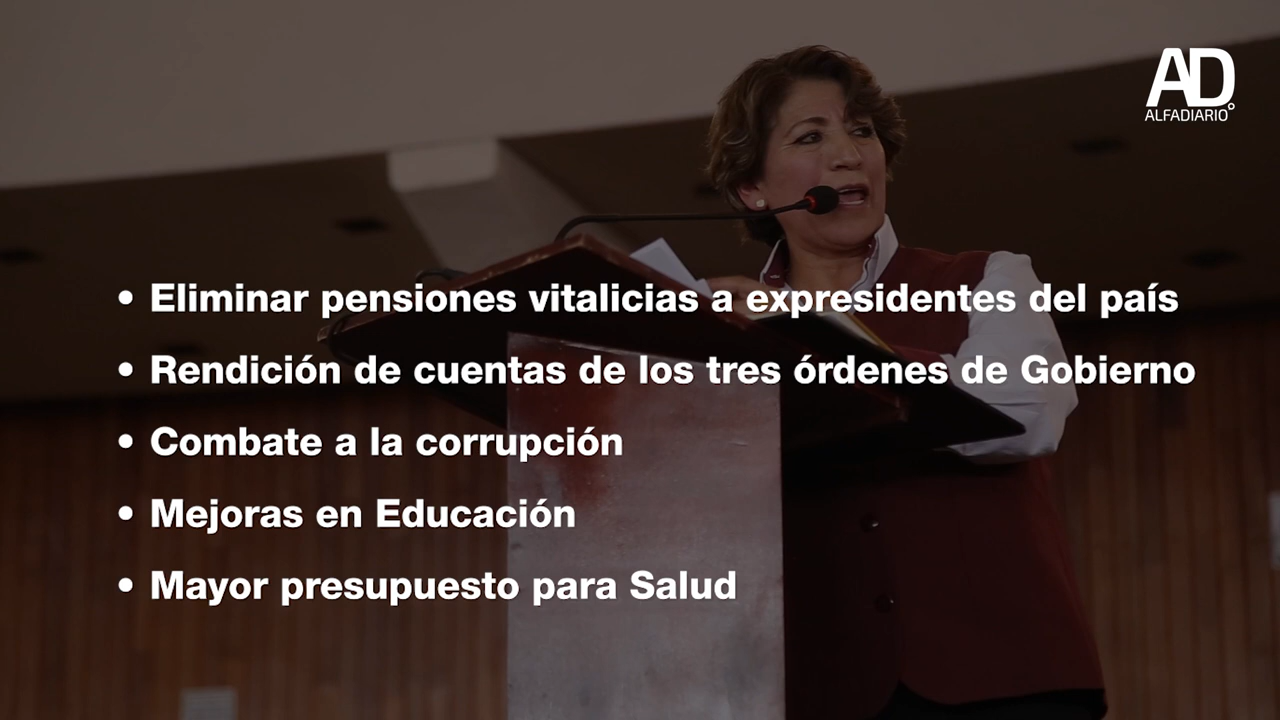 AD
ALFADIARIO
• Eliminar pensiones vitalicias a expresidentes del país
• Rendición de cuentas de los tres órdenes de Gobierno
• Combate a la corrupción
• Mejoras en Educación
• Mayor presupuesto para Salud